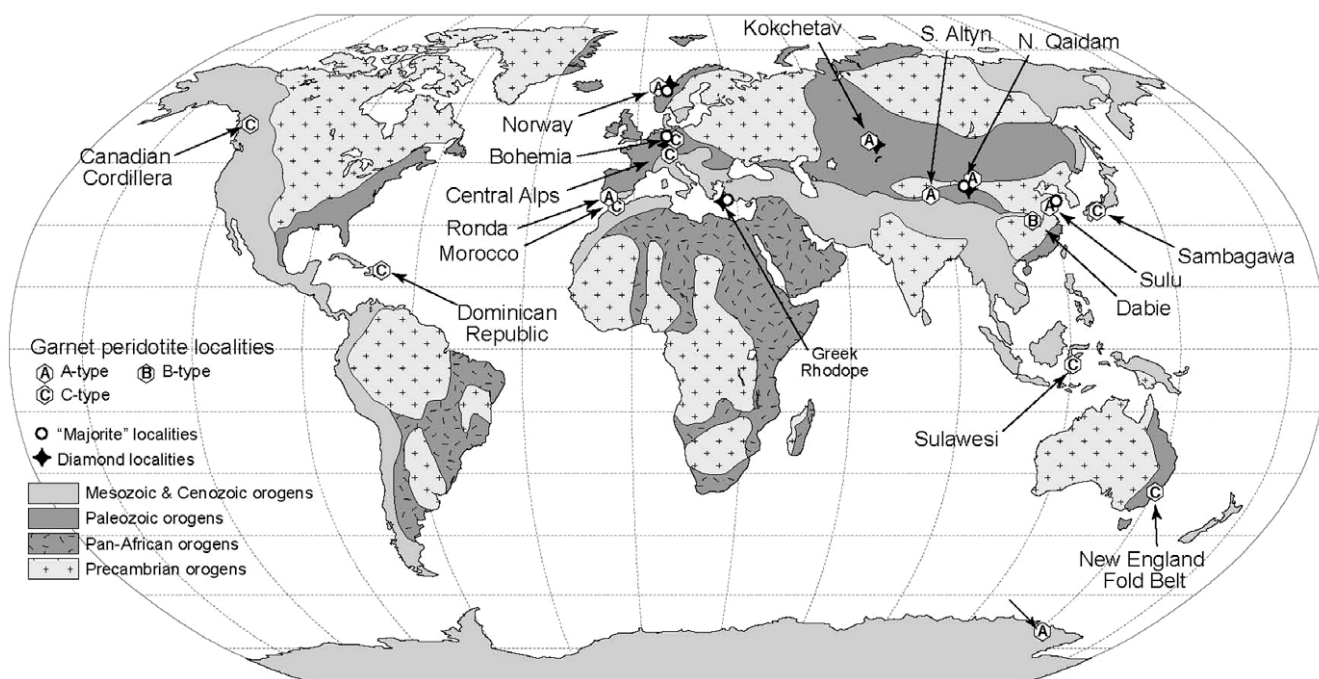 Kokchetav
S. Altyn
N. Qaidam
A
A
C
Norway
A
Canadian
Cordillera
Bohemia
C
C
A
A
Central Alps
A
C
A
B
C
Ronda
Morocco
Sambagawa
Sulu
Dabie
C
Dominican
Republic
Greek
Rhodope
Garnet peridotite localities
A A-type B B-type
C C-type
C
"Majorite" localities
Diamond localities
Sulawesi
Mesozoic & Cenozoic orogens
Paleozoic orogens
Pan-African orogens
Precambrian orogens
C
New England
Fold Belt
A